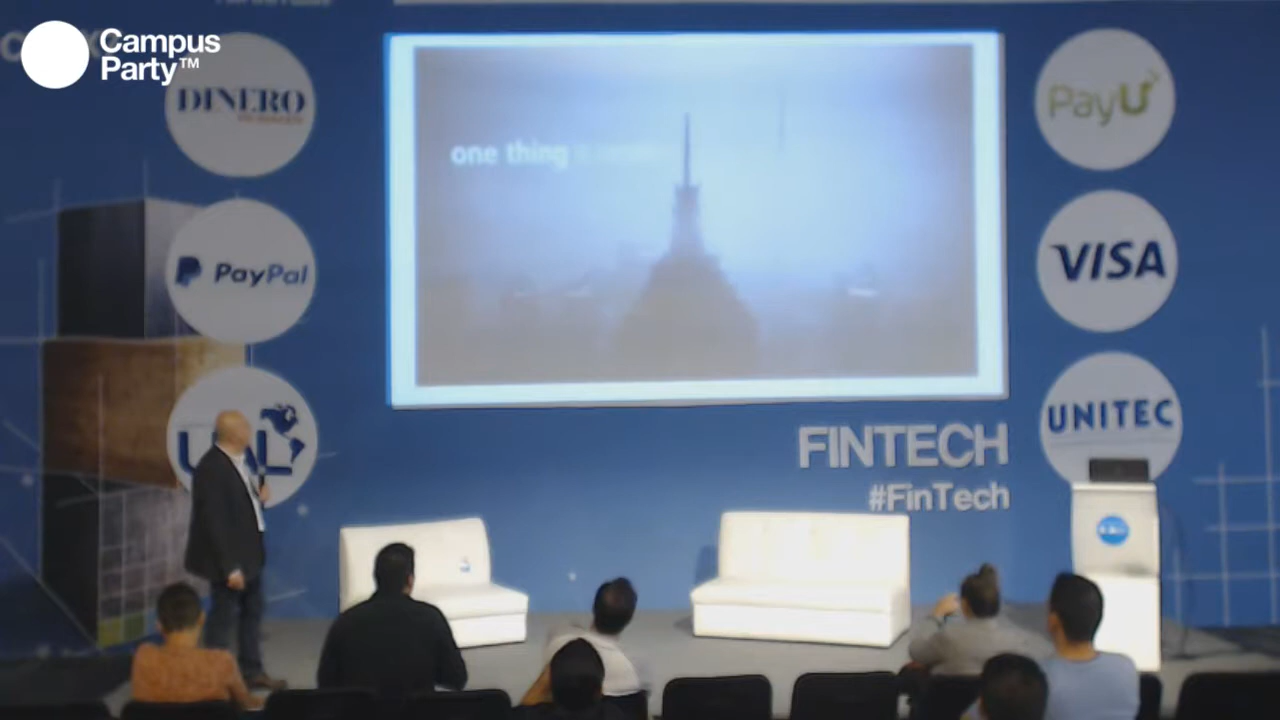 Campus
Party™
DINERO
PayPal
one thing
PayU
VISA
UNITEC
FINTECH
#FinTech